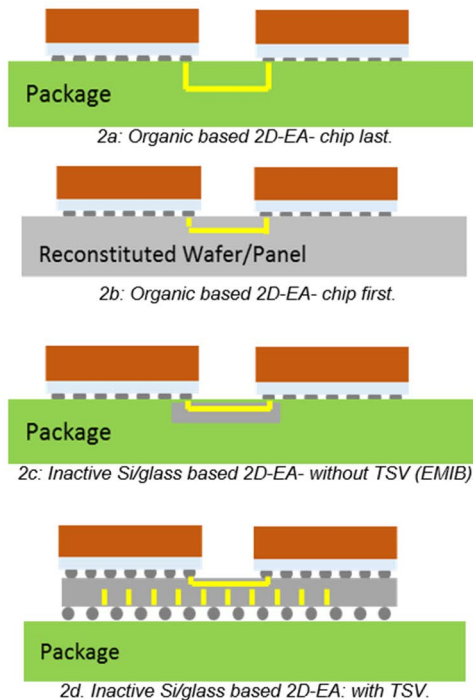 Package
2a: Organic based 2D-EA- chip last.
Reconstituted Wafer/Panel
2b: Organic based 2D-EA- chip first.
Package
2c: Inactive Si/glass based 2D-EA- without TSV (EMIB)
Package
2d. Inactive Si/glass based 2D-EA: with TSV.